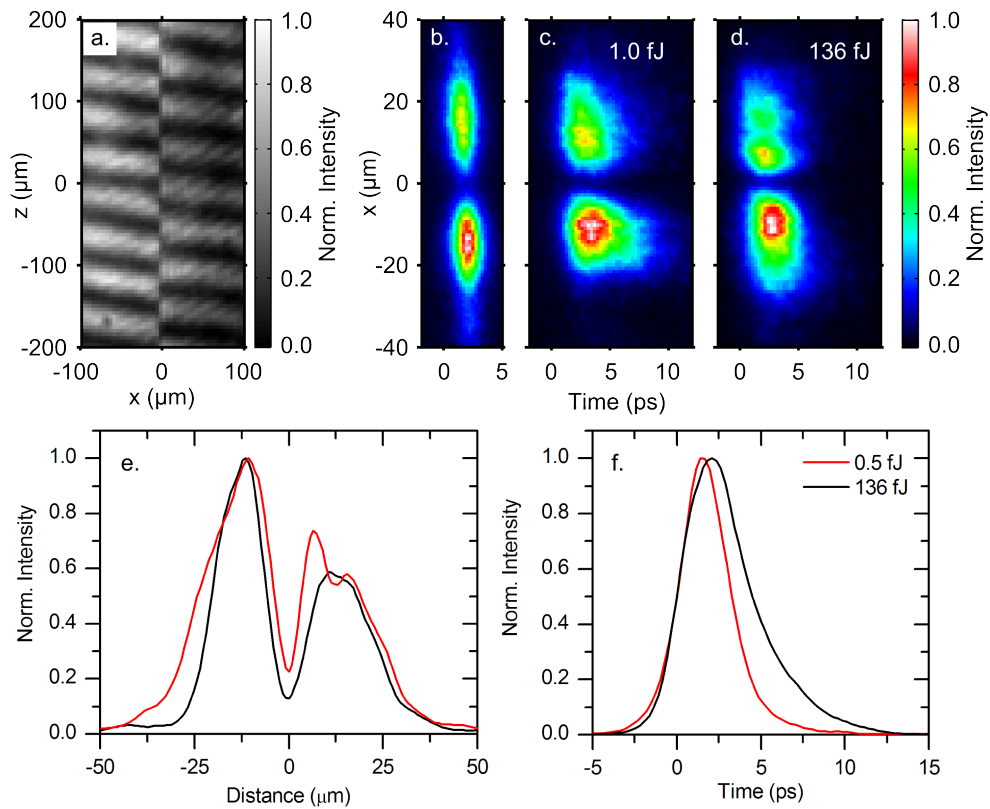 a.
200
100
0
-100
-200
z (µm)
-100 0 100
x (µm)
1.0
0.8
0.6
0.4
0.2
0.0
Norm. Intensity
b.
c.
1.0 fJ
d.
136 fJ
40
20
0
-20
-40
x (µm)
0 5
0 5 10
0 5 10
Time (ps)
1.0
0.8
0.6
0.4
0.2
0.0
Norm. Intensity
e.
1.0
0.8
0.6
0.4
0.2
0.0
Norm. Intensity
-50 -25 0 25 50
Distance (µm)
f.
0.5 fJ
136 fJ
1.0
0.8
0.6
0.4
0.2
0.0
Norm. Intensity
-5 0 5 10 15
Time (ps)